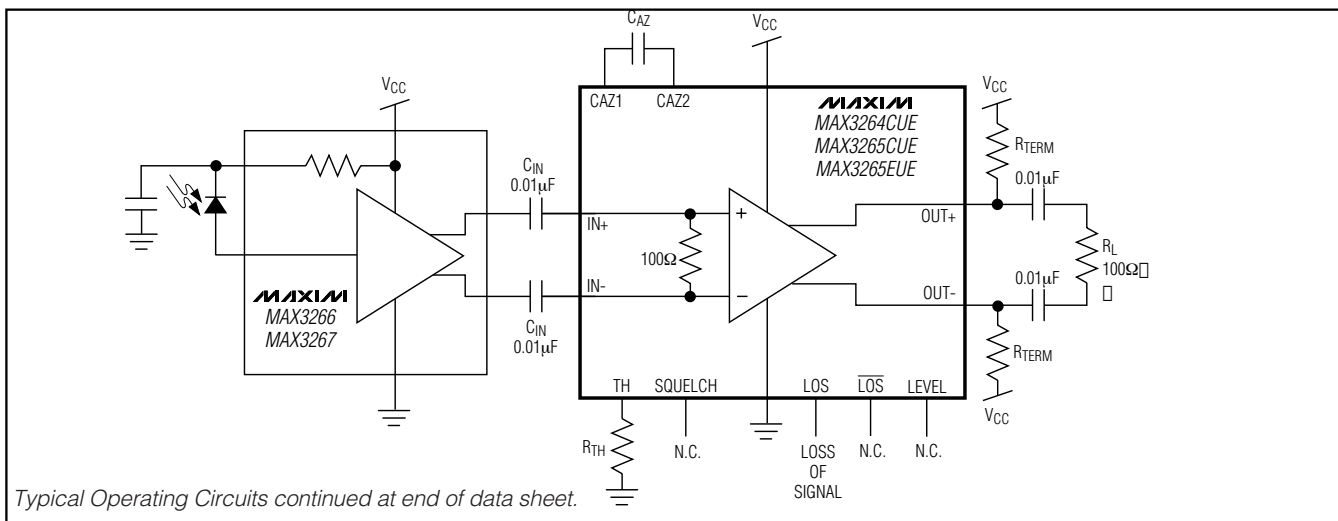 C_AZ
V_CC
CAZ1
CAZ2
V_CC
MAXIM
MAX3264CUE
MAX3265CUE
MAX3265EUE
V_CC
R_TERM
C_IN
0.01μF
0.01μF
IN+
OUT+
100Ω
R_L
100Ω
IN-
0.01μF
OUT-
MAXIM
MAX3266
MAX3267
C_IN
0.01μF
R_TERM
V_CC
TH
SQUELCH
LOS
L̅O̅S̅
LEVEL
R_TH
N.C.
LOSS
OF
SIGNAL
N.C.
N.C.
+
−
Typical Operating Circuits continued at end of data sheet.